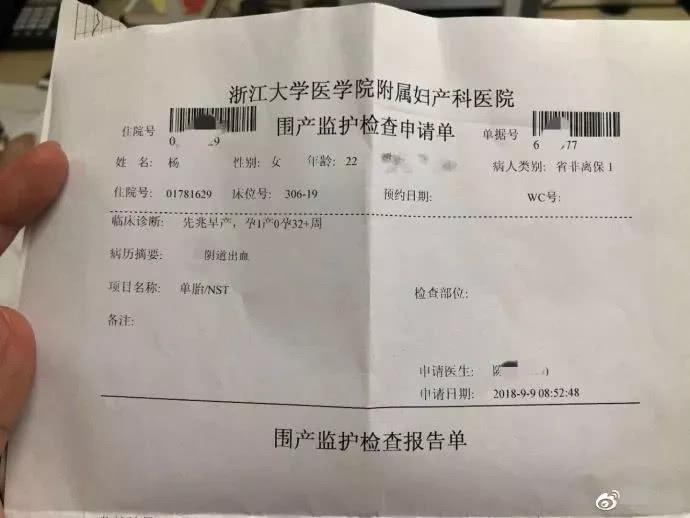 浙江大学医学院附属妇产科医院
围产监护检查申请单
住院号 0 9
单据号 6 77
姓 名: 杨 性别: 女 年龄: 22 病人类别: 省非离保1
住院号: 01781629 床位号: 306-19 预约日期: WC号:
临床诊断: 先兆早产, 孕1产0孕32+周
病历摘要: 阴道出血
项目名称: 单胎/NST 检查部位:
备注:
申请医生:
申请日期: 2018-9-9 08:52:48
围产监护检查报告单